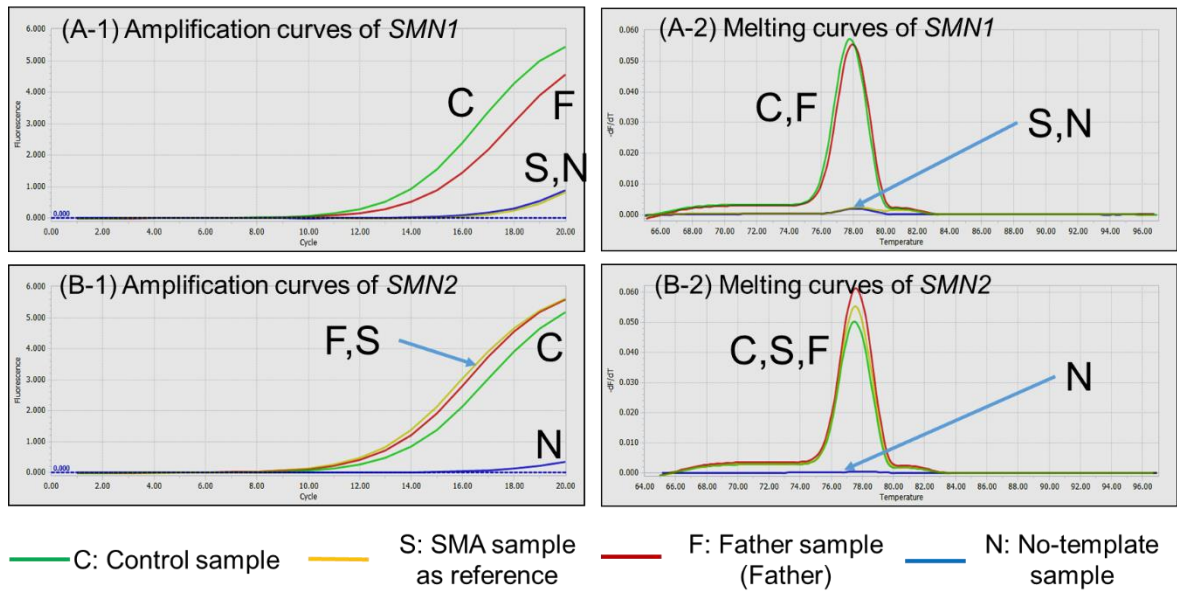 (A-1) Amplification curves of SMN1
6.000
5.000
4.000
3.000
2.000
1.000
0.000
0.000
Fluorescence
C
F
S,N
0.00 2.00 4.00 6.00 8.00 10.00 12.00 14.00 16.00 18.00 20.00
Cycle
(A-2) Melting curves of SMN1
0.060
0.050
0.040
0.030
0.020
0.010
0.000
-dF/dT
C,F
S,N
66.00 68.00 70.00 72.00 74.00 76.00 78.00 80.00 82.00 84.00 86.00 88.00 90.00 92.00 94.00 96.00
Temperature
(B-1) Amplification curves of SMN2
6.000
5.000
4.000
3.000
2.000
1.000
0.000
0.000
Fluorescence
F,S
C
N
0.00 2.00 4.00 6.00 8.00 10.00 12.00 14.00 16.00 18.00 20.00
Cycle
(B-2) Melting curves of SMN2
0.060
0.050
0.040
0.030
0.020
0.010
0.000
-dF/dT
C,S,F
N
64.00 66.00 68.00 70.00 72.00 74.00 76.00 78.00 80.00 82.00 84.00 86.00 88.00 90.00 92.00 94.00 96.00
Temperature
C: Control sample
S: SMA sample
as reference
F: Father sample
(Father)
N: No-template
sample